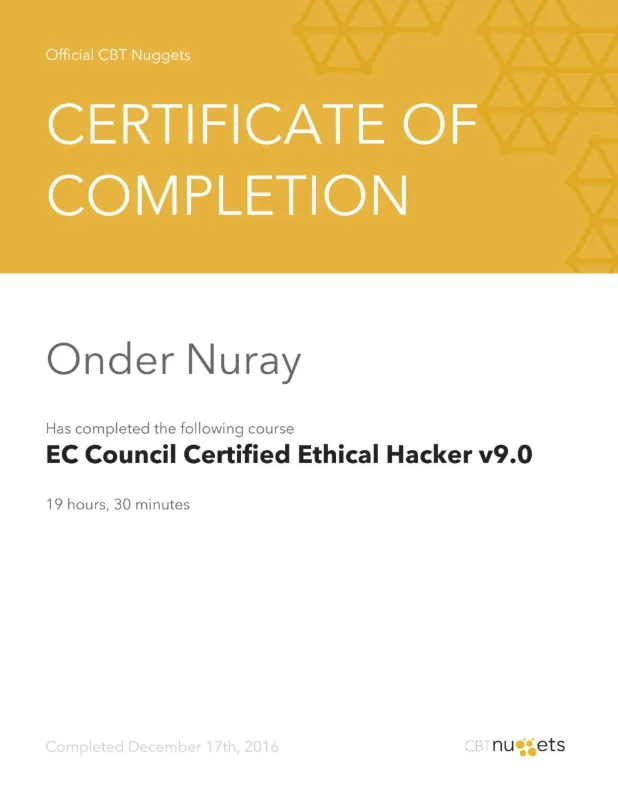 Official CBT Nuggets
CERTIFICATE OF
COMPLETION
Onder Nuray
Has completed the following course
EC Council Certified Ethical Hacker v9.0
19 hours, 30 minutes
Completed December 17th, 2016
CBTnuggets